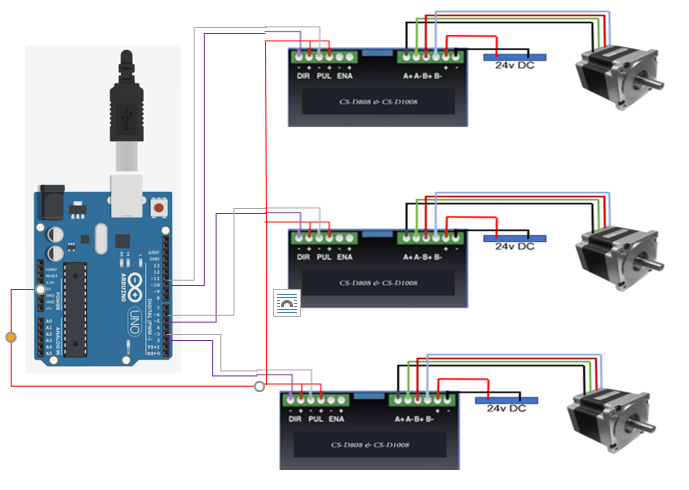 - + - + - +
DIR PUL ENA
A+ A- B+ B- + -
24v DC
CS-D808 & CS-D1008
- + - + - +
DIR PUL ENA
A+ A- B+ B- + -
24v DC
CS-D808 & CS-D1008
AREF
GND
13
12
~11
~10
~9
8
7
~6
~5
4
~3
2
TX→1
RX←0
DIGITAL (PWM~)
ARDUINO
UNO
IOREF
RESET
3.3V
5V
GND
GND
Vin
POWER
A0
A1
A2
A3
A4
A5
ANALOG IN
- + - + - +
DIR PUL ENA
A+ A- B+ B- + -
24v DC
CS-D808 & CS-D1008